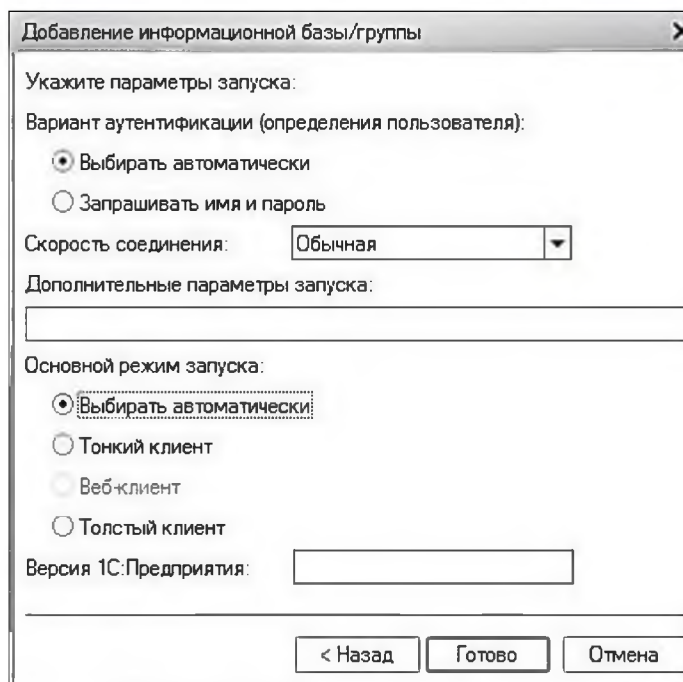 Добавление информационной базы/группы
Укажите параметры запуска:
Вариант аутентификации (определения пользователя):
Выбирать автоматически
Запрашивать имя и пароль
Скорость соединения: Обычная
Дополнительные параметры запуска:
Основной режим запуска:
Выбирать автоматически
Тонкий клиент
Веб-клиент
Толстый клиент
Версия 1С:Предприятия:
< Назад Готово Отмена